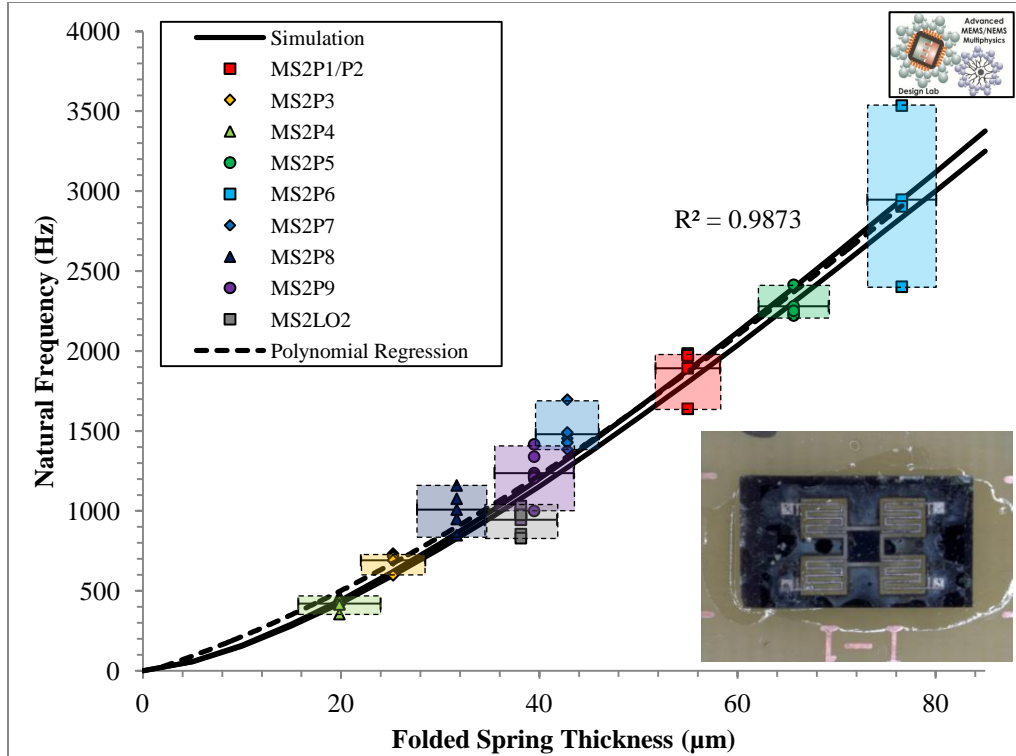 4000
3500
3000
2500
2000
1500
1000
500
0
Natural Frequency (Hz)
Simulation
MS2P1/P2
MS2P3
MS2P4
MS2P5
MS2P6
MS2P7
MS2P8
MS2P9
MS2LO2
Polynomial Regression
Advanced
MEMS/NEMS
Multiphysics
Design Lab
R² = 0.9873
0
20
40
60
80
Folded Spring Thickness (µm)